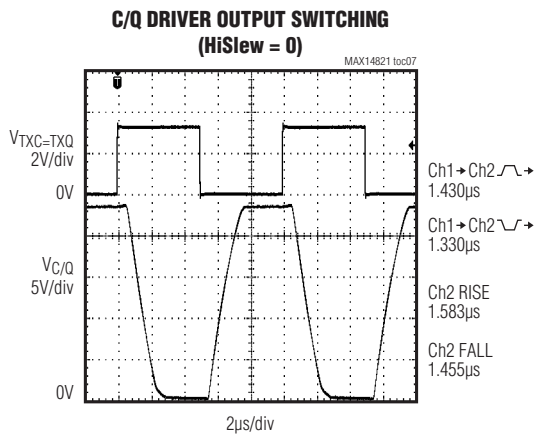 C/Q DRIVER OUTPUT SWITCHING
(HiSlew = 0)
MAX14821 toc07
T
VTXC=TXQ
2V/div
0V
VC/Q
5V/div
0V
2µs/div
Ch1→Ch2
1.430µs
Ch1→Ch2
1.330µs
Ch2 RISE
1.583µs
Ch2 FALL
1.455µs